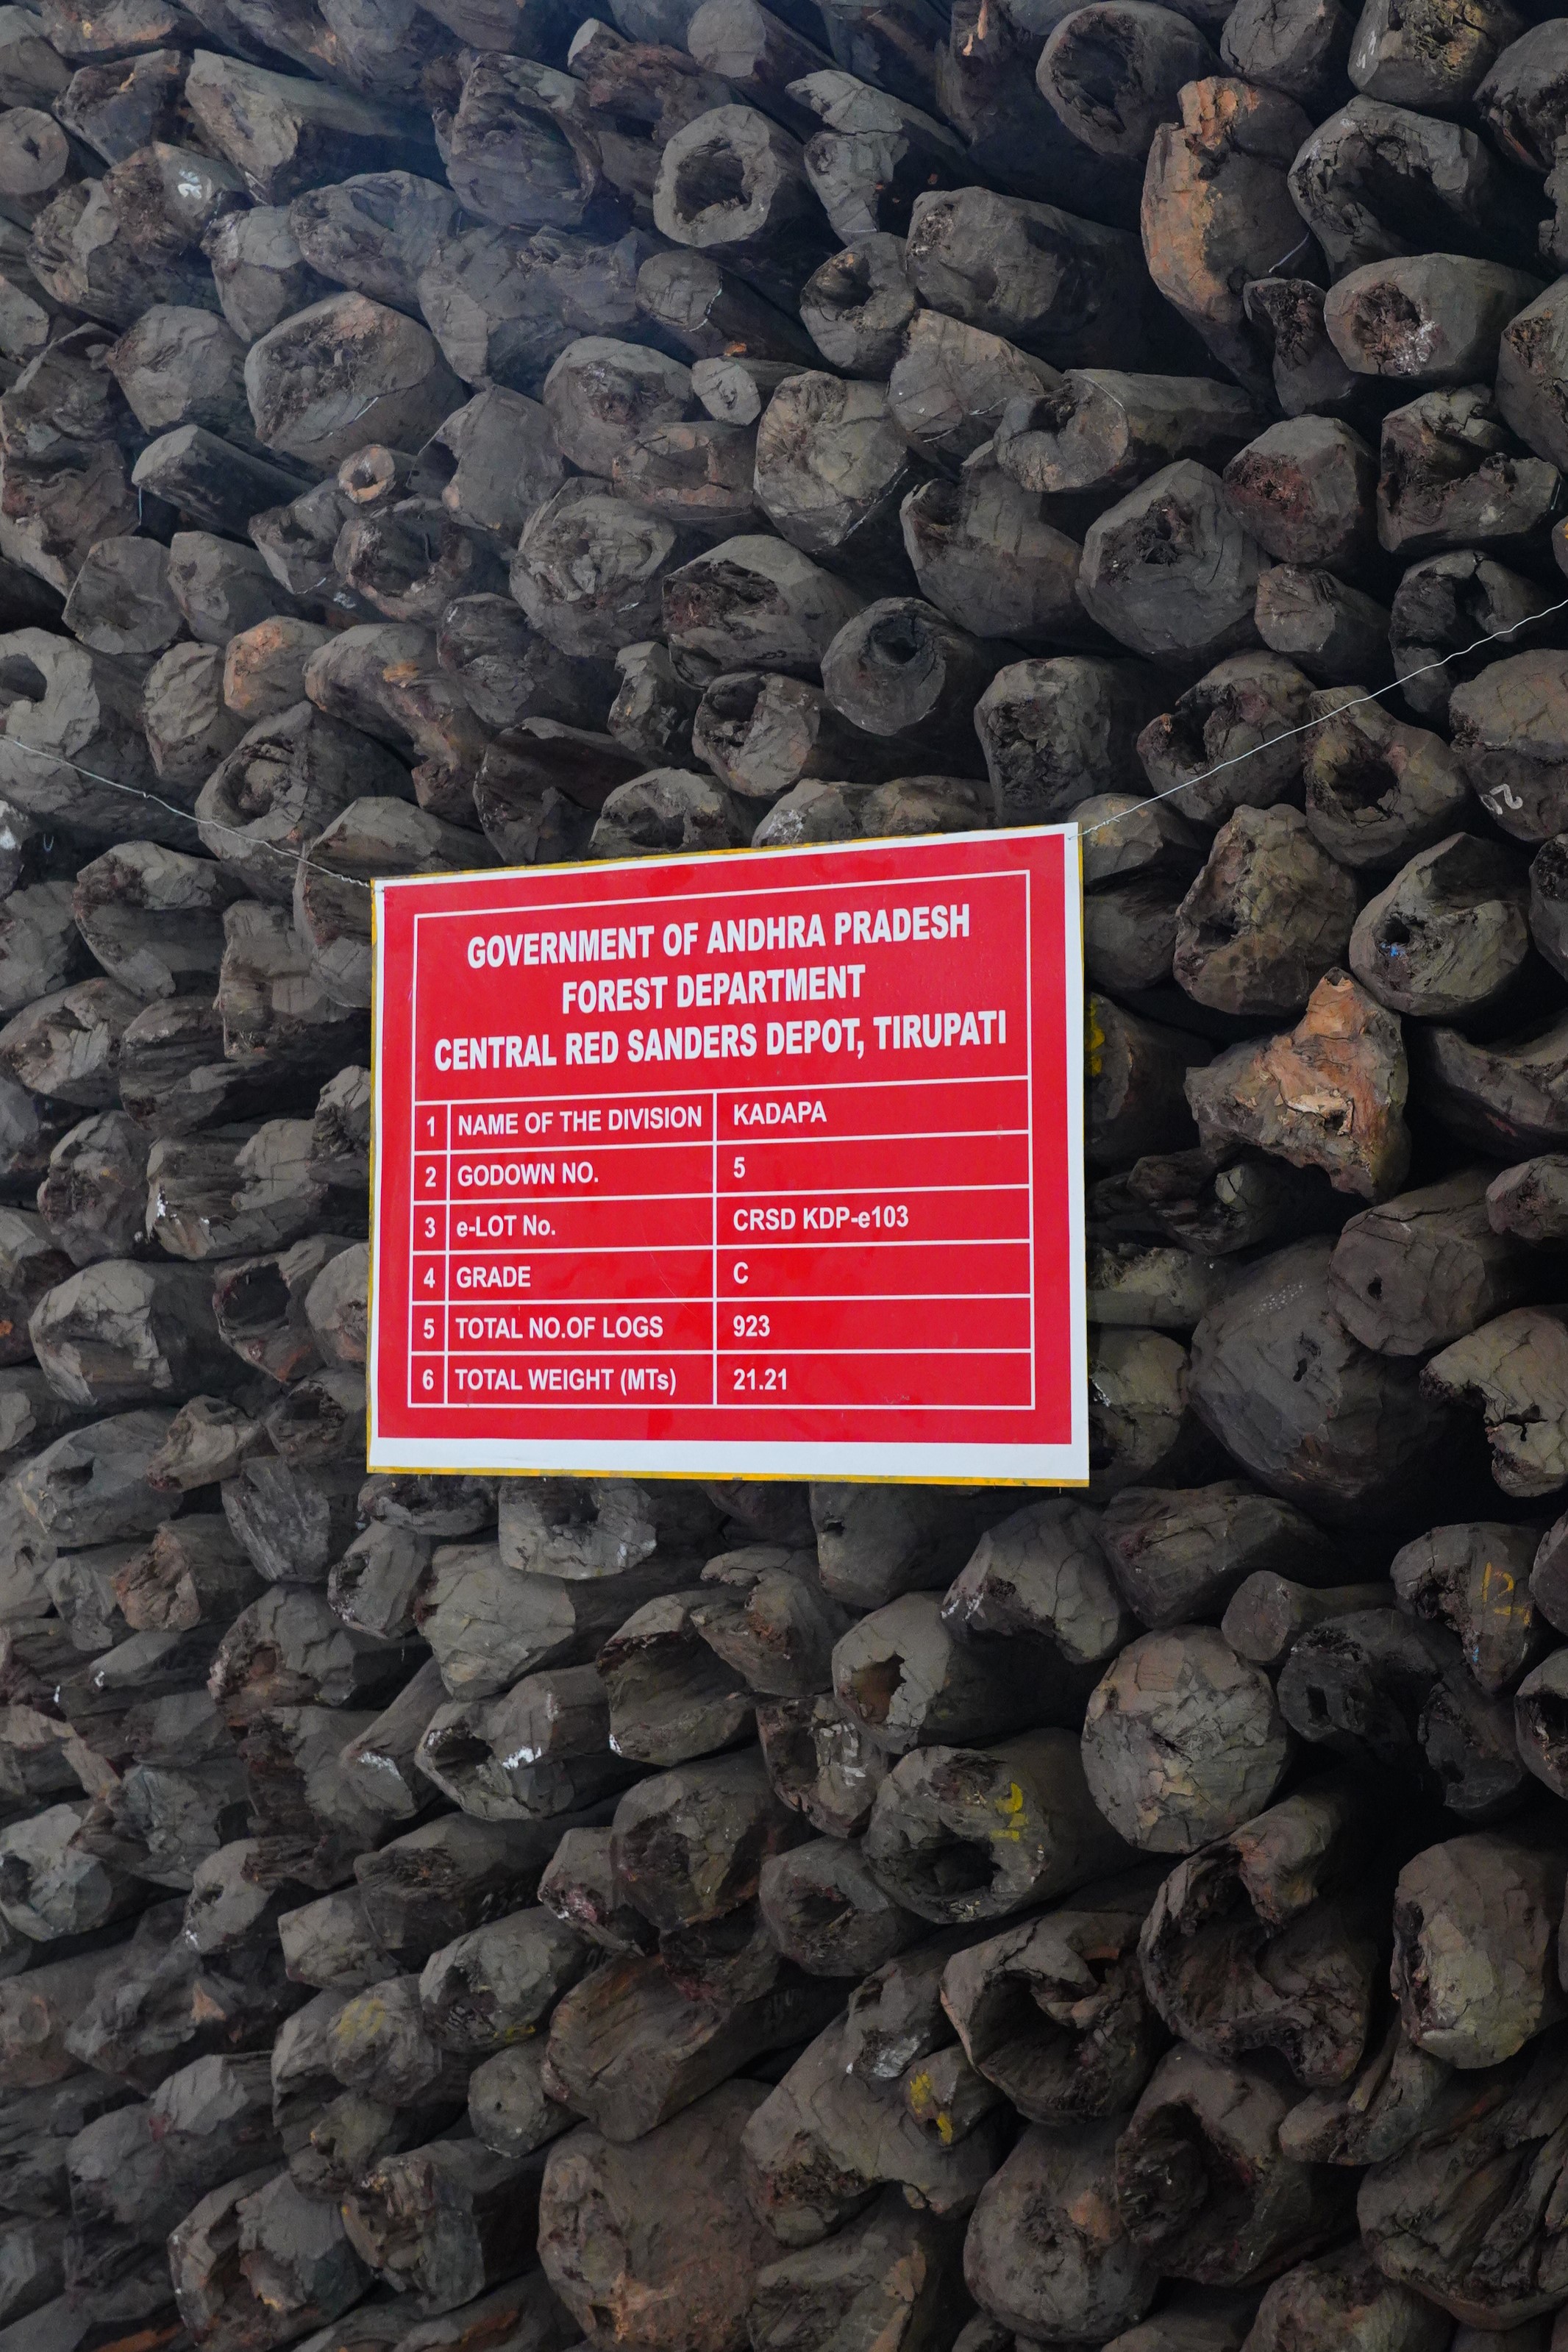 GOVERNMENT OF ANDHRA PRADESH
FOREST DEPARTMENT
CENTRAL RED SANDERS DEPOT, TIRUPATI
1 NAME OF THE DIVISION KADAPA
2 GODOWN NO. 5
3 e-LOT No. CRSD KDP-e103
4 GRADE C
5 TOTAL NO.OF LOGS 923
6 TOTAL WEIGHT (MTs) 21.21
12